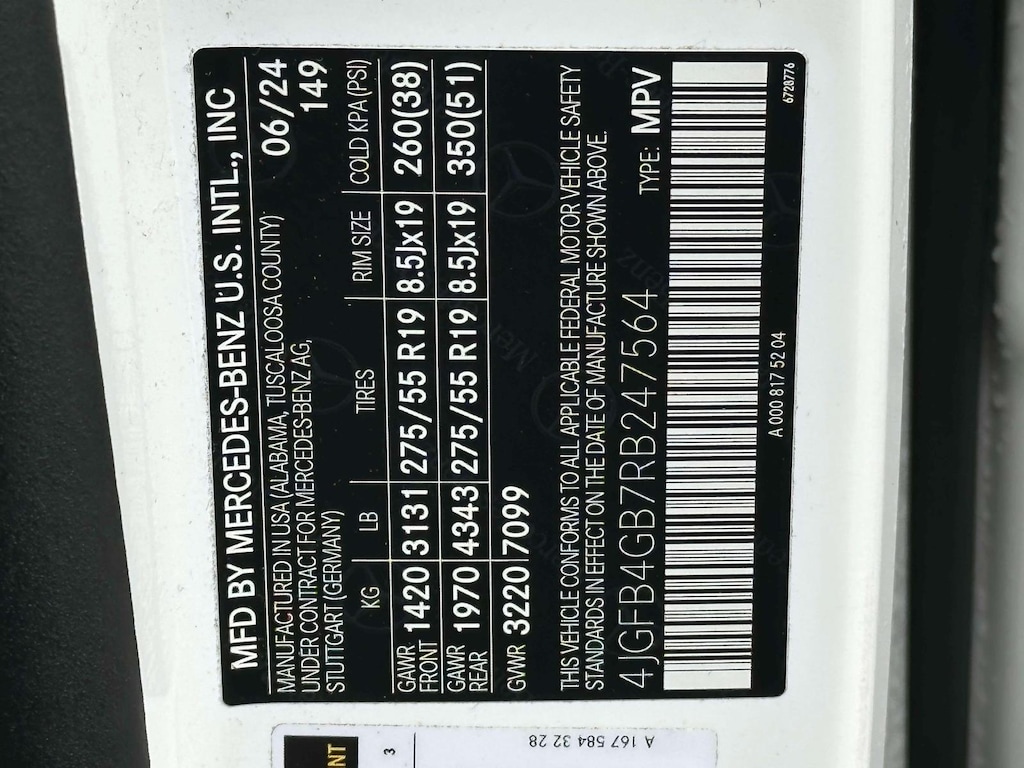 MFD BY MERCEDES-BENZ U.S. INTL., INC
MANUFACTURED IN USA (ALABAMA, TUSCALOOSA COUNTY) 06/24
UNDER CONTRACT FOR MERCEDES-BENZ AG, 149
STUTTGART (GERMANY)
KG LB TIRES RIM SIZE COLD KPA (PSI)
GAWR FRONT 1420 3131 275/55 R19 8.5Jx19 260(38)
GAWR REAR 1970 4343 275/55 R19 8.5Jx19 350(51)
GVWR 3220 7099
THIS VEHICLE CONFORMS TO ALL APPLICABLE FEDERAL MOTOR VEHICLE SAFETY
STANDARDS IN EFFECT ON THE DATE OF MANUFACTURE SHOWN ABOVE.
4JGFB4GB7RB247564 TYPE: MPV
A 000 817 52 04
6728776
NT
3
A 167 584 32 28